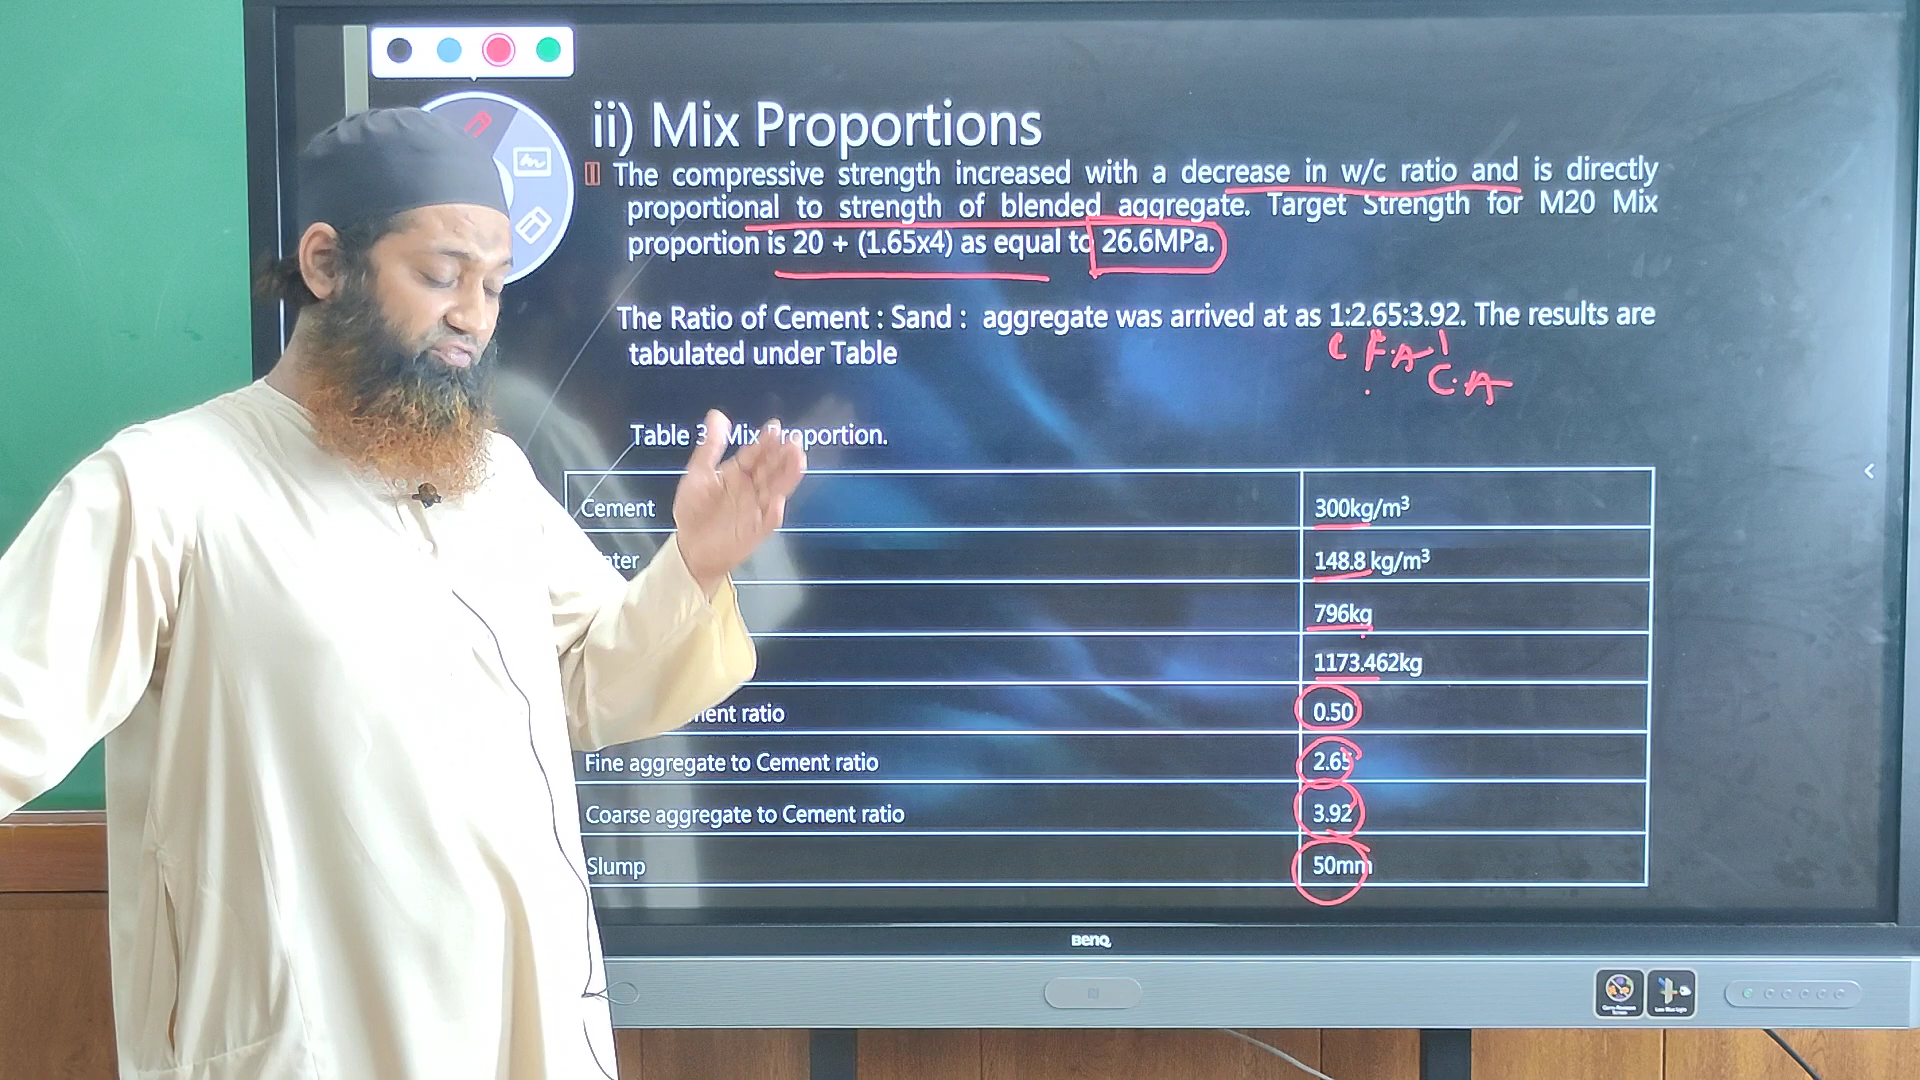 ii) Mix Proportions
The compressive strength increased with a decrease in w/c ratio and is directly
proportional to strength of blended aggregate. Target Strength for M20 Mix
proportion is 20 + (1.65x4) as equal to 26.6MPa.
The Ratio of Cement : Sand : aggregate was arrived at as 1:2.65:3.92. The results are
tabulated under Table
C F.A
C.A
Table 3 Mix Proportion.
Cement 300kg/m³
148.8 kg/m³
796kg
1173.462kg
ratio 0.50
Fine aggregate to Cement ratio 2.65
Coarse aggregate to Cement ratio 3.92
Slump 50mm
BenQ